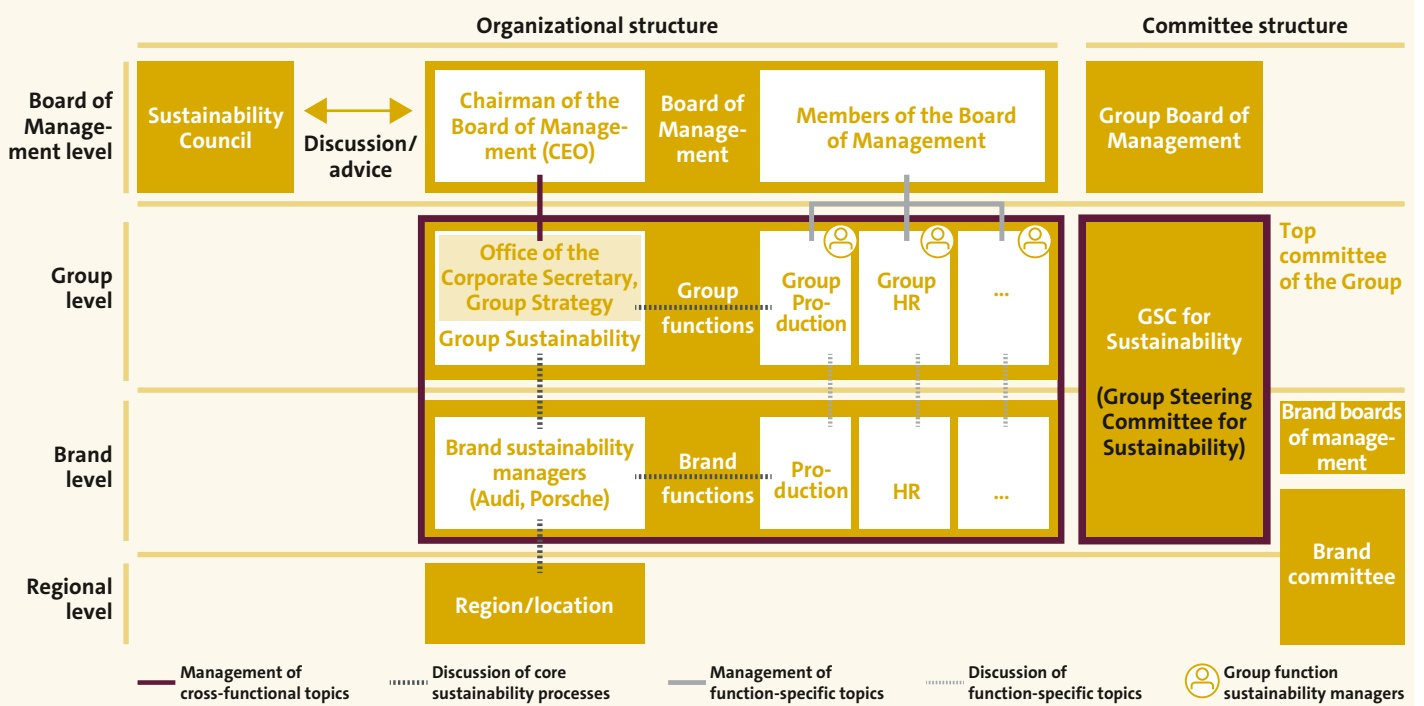 Organizational structure
Committee structure
Board of
Manage-
ment level
Sustainability
Council
Discussion/
advice
Chairman of the
Board of Manage-
ment (CEO)
Board of
Manage-
ment
Members of the Board
of Management
Group Board of
Management
Group
level
Office of the
Corporate Secretary,
Group Strategy
Group Sustainability
Group
functions
Group
Pro-
duction
Group
HR
...
GSC for
Sustainability
(Group Steering
Committee for
Sustainability)
Top
committee
of the Group
Brand
level
Brand sustainability
managers
(Audi, Porsche)
Brand
functions
Pro-
duction
HR
...
Brand boards
of manage-
ment
Brand
committee
Regional
level
Region/location
Management of
cross-functional topics
Discussion of core
sustainability processes
Management of
function-specific topics
Discussion of
function-specific topics
Group function
sustainability managers